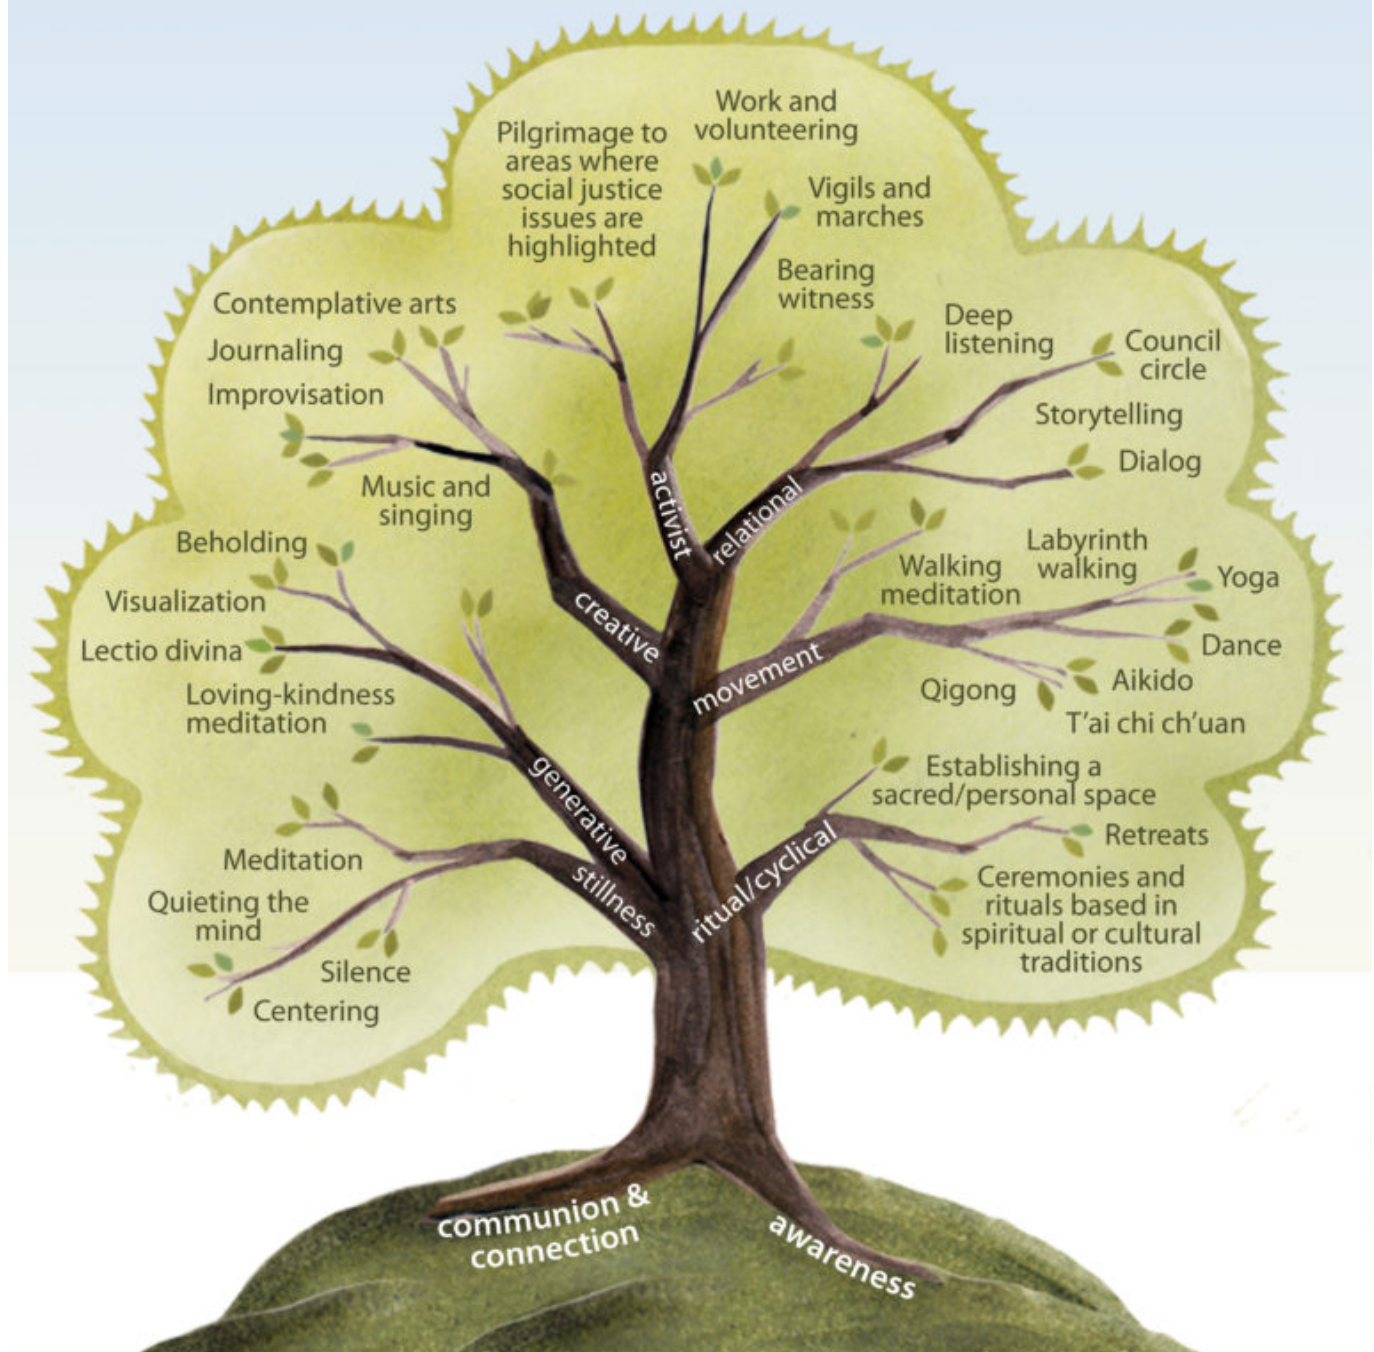 Work and
volunteering
Pilgrimage to
areas where
social justice
issues are
highlighted
Vigils and
marches
Bearing
witness
Contemplative arts
Journaling
Improvisation
Music and
singing
Deep
listening
Council
circle
Storytelling
Dialog
activist
relational
Beholding
Visualization
Lectio divina
Loving-kindness
meditation
creative
movement
Walking
meditation
Labyrinth
walking
Yoga
Dance
Aikido
Qigong
T'ai chi ch'uan
generative
stillness
ritual/cyclical
Establishing a
sacred/personal space
Retreats
Ceremonies and
rituals based in
spiritual or cultural
traditions
Meditation
Quieting the
mind
Silence
Centering
communion &
connection
awareness